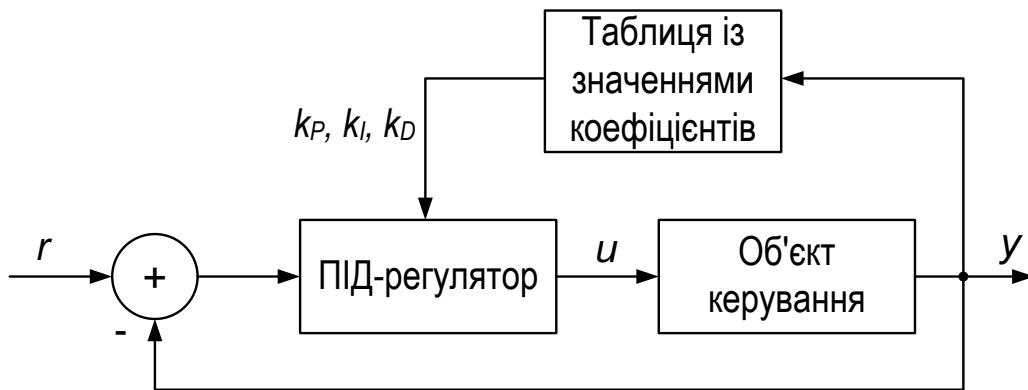 Таблиця із
значеннями
коефіцієнтів
kP, kI, kD
r
+
-
ПІД-регулятор
u
Об'єкт
керування
y